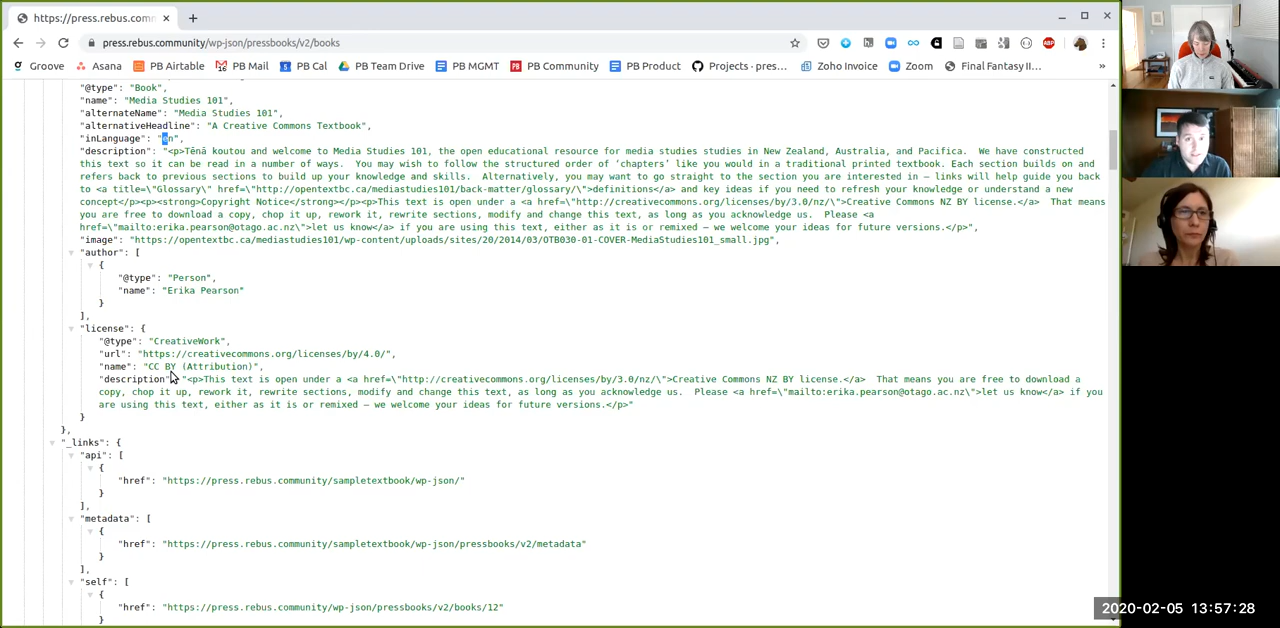 https://press.rebus.comm
press.rebus.community/wp-json/pressbooks/v2/books
Groove Asana PB Airtable PB Mail PB Cal PB Team Drive PB MGMT PB Community PB Product Projects · pres… Zoho Invoice Zoom Final Fantasy II… »
"@type": "Book",
"name": "Media Studies 101",
"alternateName": "Media Studies 101",
"alternativeHeadline": "A Creative Commons Textbook",
"inLanguage": "en",
"description": "<p>Tēnā koutou and welcome to Media Studies 101, the open educational resource for media studies studies in New Zealand, Australia, and Pacifica.  We have constructed
this text so it can be read in a number of ways.  You may wish to follow the structured order of ‘chapters’ like you would in a traditional printed textbook. Each section builds on and
refers back to previous sections to build up your knowledge and skills.  Alternatively, you may want to go straight to the section you are interested in – links will help guide you back
to <a title=\"Glossary\" href=\"http://opentextbc.ca/mediastudies101/back-matter/glossary/\">definitions</a> and key ideas if you need to refresh your knowledge or understand a new
concept</p><p><strong>Copyright Notice</strong></p><p>This text is open under a <a href=\"http://creativecommons.org/licenses/by/3.0/nz/\">Creative Commons NZ BY license.</a>  That means
you are free to download a copy, chop it up, rework it, rewrite sections, modify and change this text, as long as you acknowledge us.  Please <a
href=\"mailto:erika.pearson@otago.ac.nz\">let us know</a> if you are using this text, either as it is or remixed – we welcome your ideas for future versions.</p>",
"image": "https://opentextbc.ca/mediastudies101/wp-content/uploads/sites/20/2014/03/OTB030-01-COVER-MediaStudies101_small.jpg",
"author": [
{
"@type": "Person",
"name": "Erika Pearson"
}
],
"license": {
"@type": "CreativeWork",
"url": "https://creativecommons.org/licenses/by/4.0/",
"name": "CC BY (Attribution)",
"description": "<p>This text is open under a <a href=\"http://creativecommons.org/licenses/by/3.0/nz/\">Creative Commons NZ BY license.</a>  That means you are free to download a
copy, chop it up, rework it, rewrite sections, modify and change this text, as long as you acknowledge us.  Please <a href=\"mailto:erika.pearson@otago.ac.nz\">let us know</a> if you
are using this text, either as it is or remixed – we welcome your ideas for future versions.</p>"
}
},
"_links": {
"api": [
{
"href": "https://press.rebus.community/sampletextbook/wp-json/"
}
],
"metadata": [
{
"href": "https://press.rebus.community/sampletextbook/wp-json/pressbooks/v2/metadata"
}
],
"self": [
{
"href": "https://press.rebus.community/wp-json/pressbooks/v2/books/12"
}
2020-02-05 13:57:28